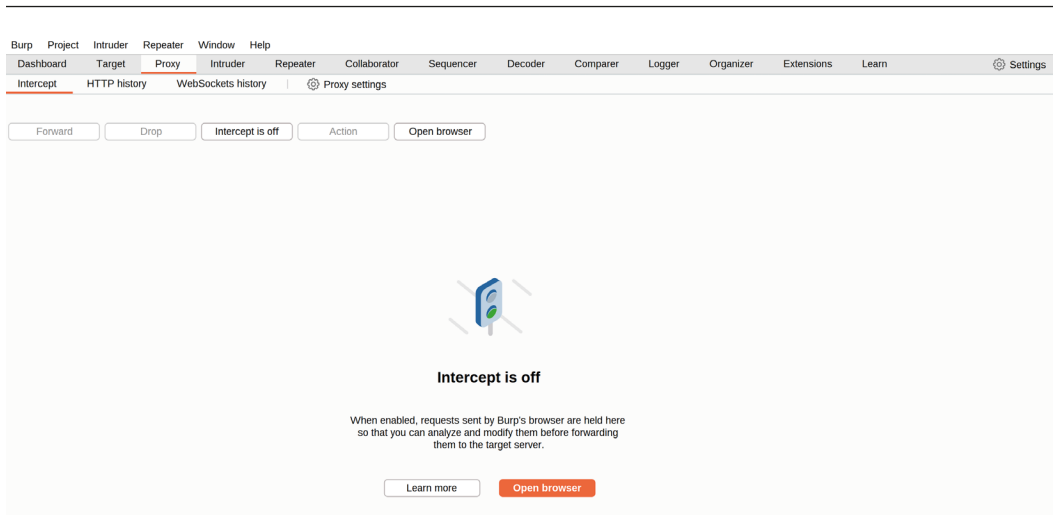 Burp Project Intruder Repeater Window Help
Dashboard Target Proxy Intruder Repeater Collaborator Sequencer Decoder Comparer Logger Organizer Extensions Learn Settings
Intercept HTTP history WebSockets history Proxy settings
Forward Drop Intercept is off Action Open browser
Intercept is off
When enabled, requests sent by Burp's browser are held here
so that you can analyze and modify them before forwarding
them to the target server.
Learn more Open browser